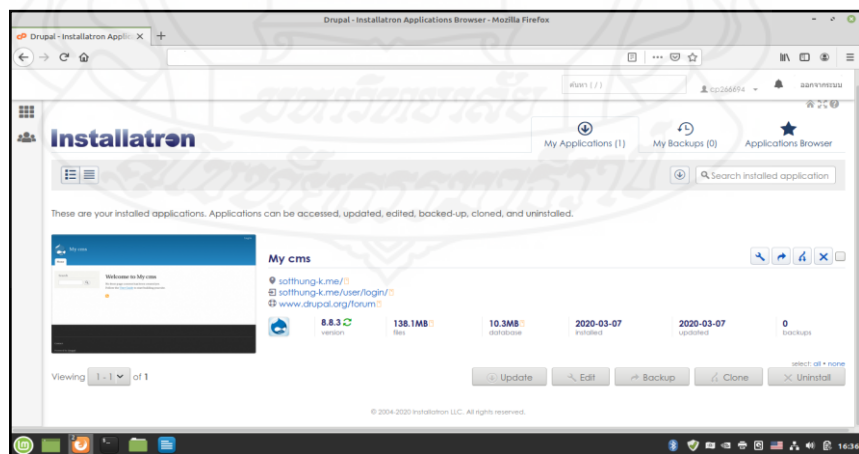 Drupal - Installatron Applications Browser - Mozilla Firefox
Drupal - Installatron Applic
ค้นหา ( / )
cp266694
ออกจากระบบ
Installatron
My Applications (1)
My Backups (0)
Applications Browser
Search installed application
These are your installed applications. Applications can be accessed, updated, edited, backed-up, cloned, and uninstalled.
My cms
Welcome to My cms
My cms
softhung-k.me/
softhung-k.me/user/login/
www.drupal.org/forum
8.8.3 138.1MB 10.3MB 2020-03-07 2020-03-07 0
version files database installed updated backups
select: all • none
Viewing 1 - 1 of 1
Update Edit Backup Clone Uninstall
© 2004-2020 Installatron LLC. All rights reserved.
16:36